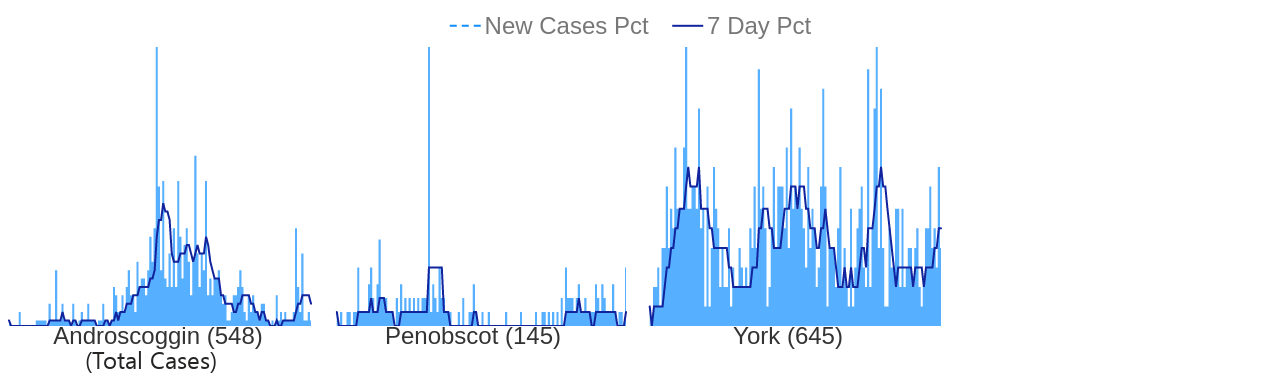 New Cases Pct 7 Day Pct
Androscoggin (548) Penobscot (145) York (645)
(Total Cases)